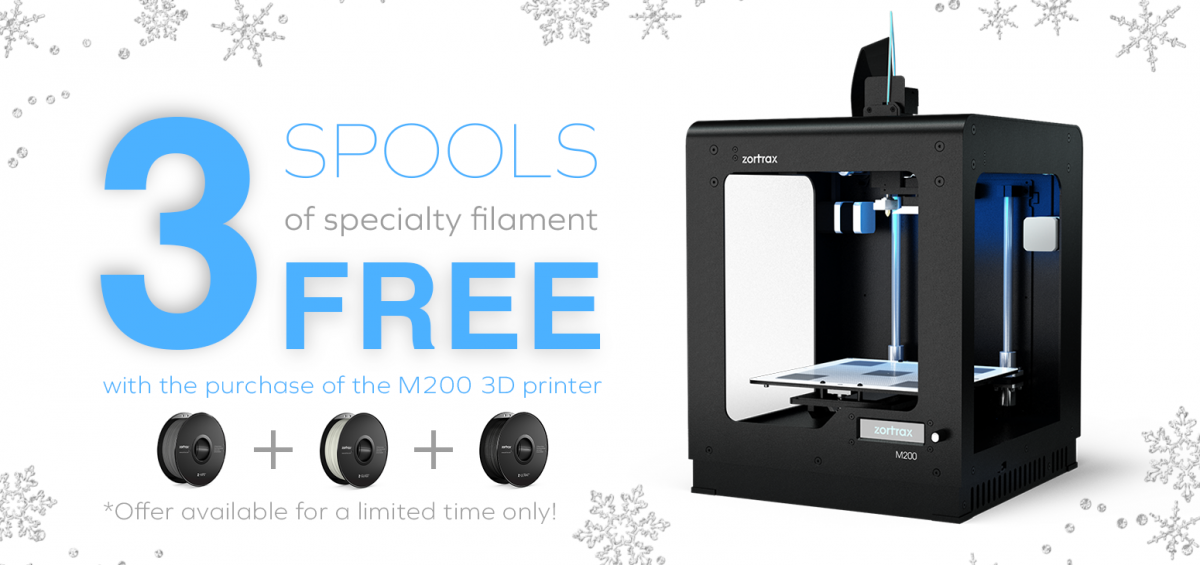 3 SPOOLS
of specialty filament
FREE
with the purchase of the M200 3D printer
zortrax
+ +
*Offer available for a limited time only!
zortrax
zortrax
M200